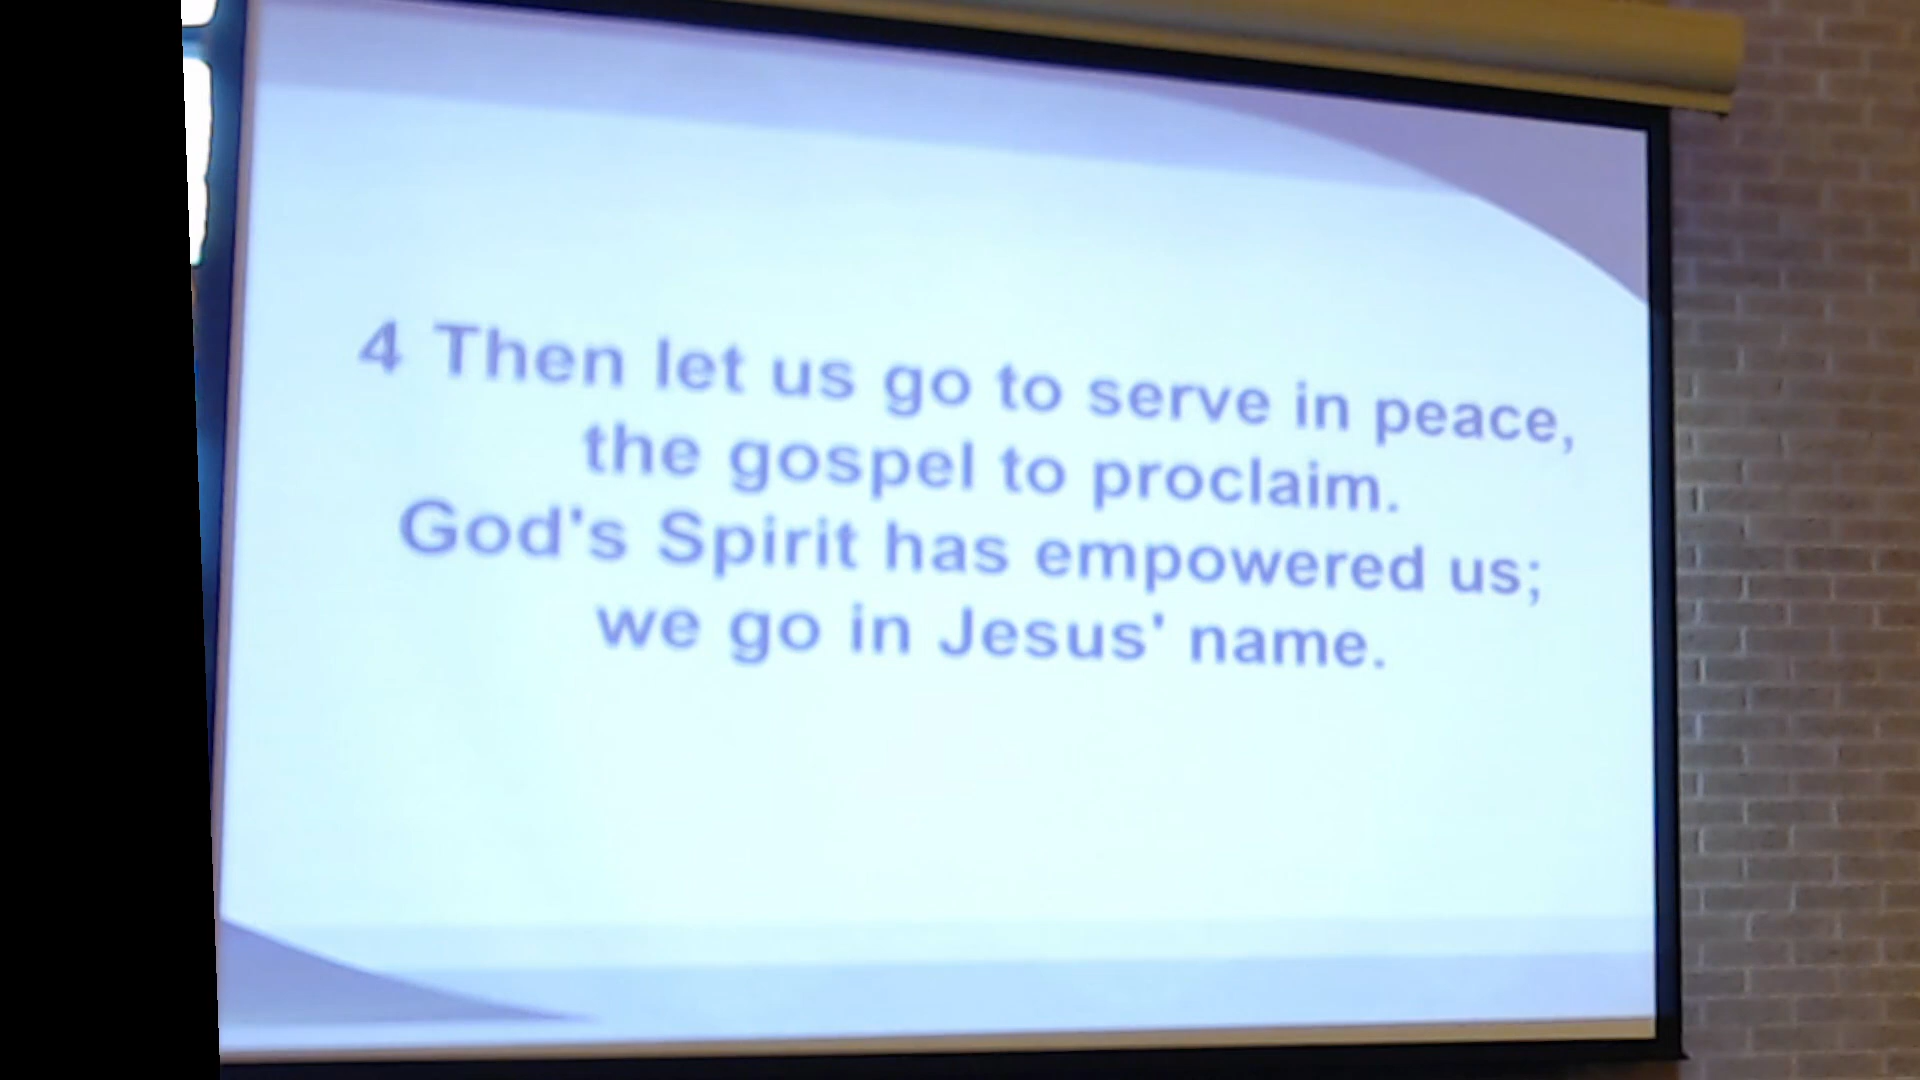 4 Then let us go to serve in peace,
the gospel to proclaim.
God's Spirit has empowered us;
we go in Jesus' name.